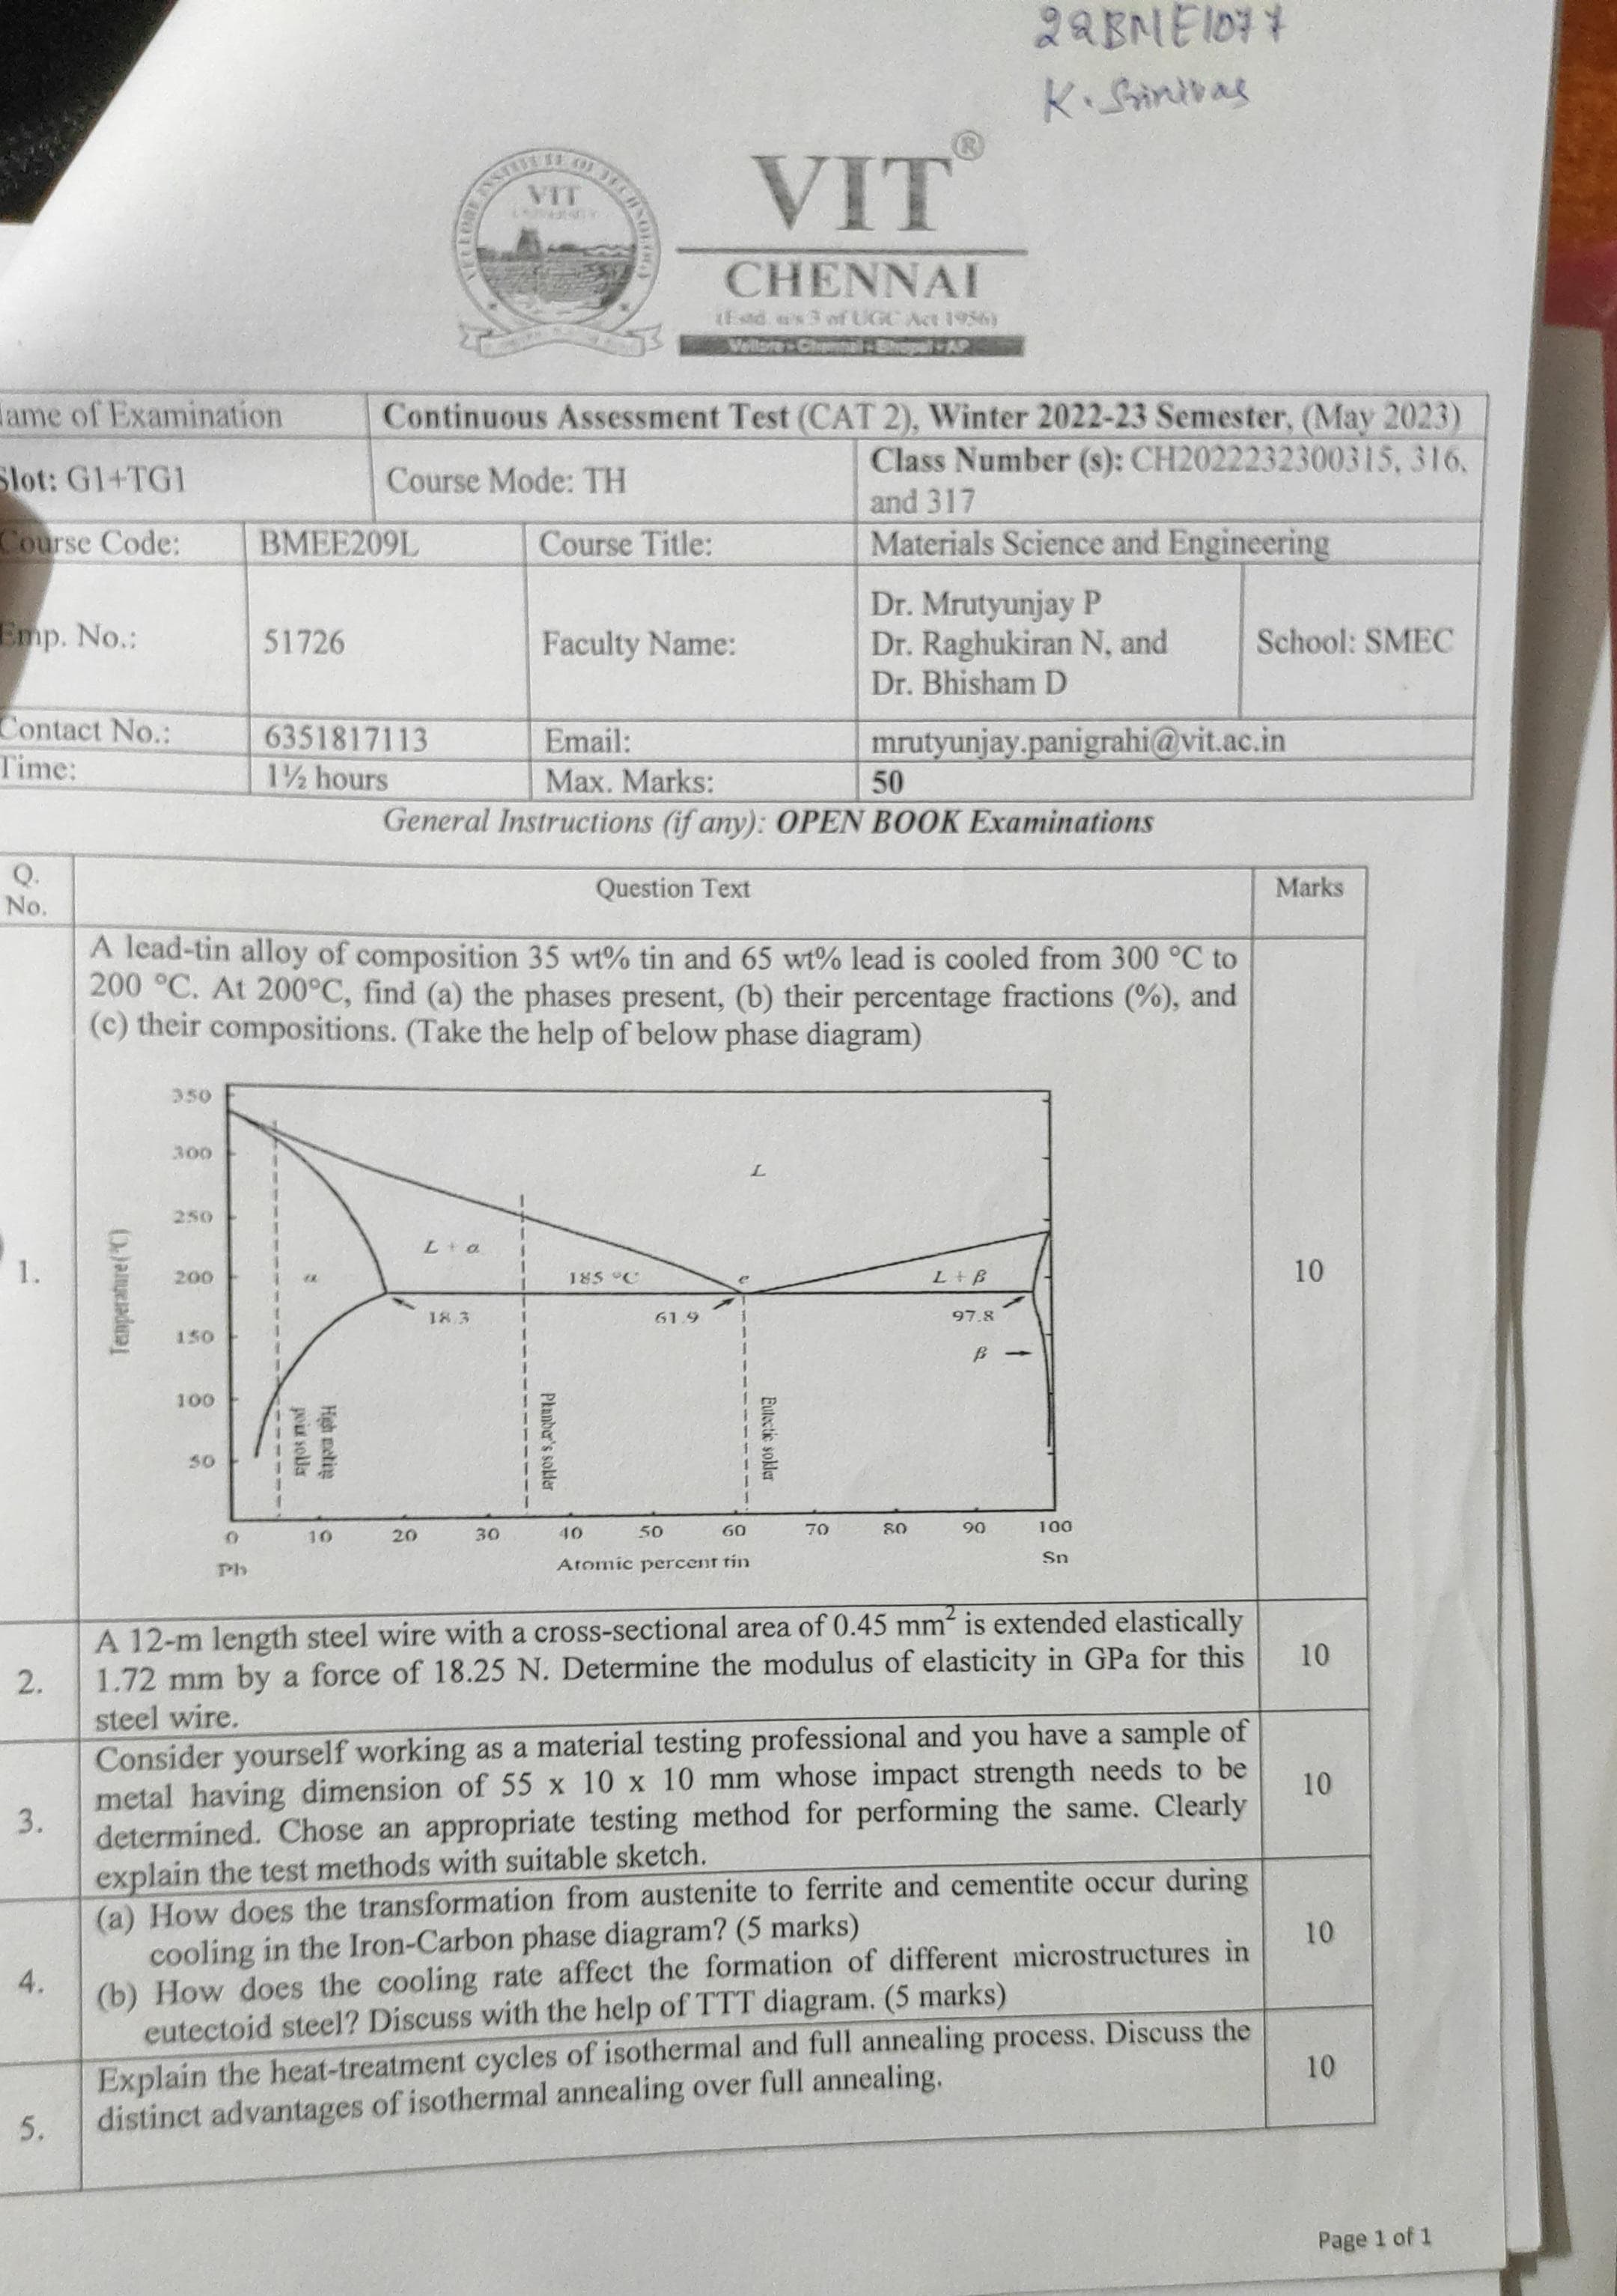 22BME1077
K. Srinivas
VELLORE INSTITUTE OF TECHNOLOGY
VIT
UNIVERSITY
VIT®
CHENNAI
(Estd. u/s 3 of UGC Act 1956)
Vellore - Chennai - Bhopal - AP
ame of Examination Continuous Assessment Test (CAT 2), Winter 2022-23 Semester, (May 2023)
Slot: G1+TG1 Course Mode: TH Class Number (s): CH2022232300315, 316,
and 317
Course Code: BMEE209L Course Title: Materials Science and Engineering
Emp. No.: 51726 Faculty Name: Dr. Mrutyunjay P
Dr. Raghukiran N, and
Dr. Bhisham D
School: SMEC
Contact No.: 6351817113 Email: mrutyunjay.panigrahi@vit.ac.in
Time: 1½ hours Max. Marks: 50
General Instructions (if any): OPEN BOOK Examinations
Q.
No.
Question Text
Marks
1.
A lead-tin alloy of composition 35 wt% tin and 65 wt% lead is cooled from 300 °C to
200 °C. At 200°C, find (a) the phases present, (b) their percentage fractions (%), and
(c) their compositions. (Take the help of below phase diagram)
10
350
300
250
200
150
100
50
Temperature (°C)
L
L + α
α
185 °C
e
L + β
18.3
61.9
97.8
β
High melting
point solder
Plumber's solder
Eutectic solder
0 10 20 30 40 50 60 70 80 90 100
Pb Atomic percent tin Sn
2.
A 12-m length steel wire with a cross-sectional area of 0.45 mm² is extended elastically
1.72 mm by a force of 18.25 N. Determine the modulus of elasticity in GPa for this
steel wire.
10
3.
Consider yourself working as a material testing professional and you have a sample of
metal having dimension of 55 x 10 x 10 mm whose impact strength needs to be
determined. Chose an appropriate testing method for performing the same. Clearly
explain the test methods with suitable sketch.
10
4.
(a) How does the transformation from austenite to ferrite and cementite occur during
cooling in the Iron-Carbon phase diagram? (5 marks)
(b) How does the cooling rate affect the formation of different microstructures in
eutectoid steel? Discuss with the help of TTT diagram. (5 marks)
10
5.
Explain the heat-treatment cycles of isothermal and full annealing process. Discuss the
distinct advantages of isothermal annealing over full annealing.
10
Page 1 of 1